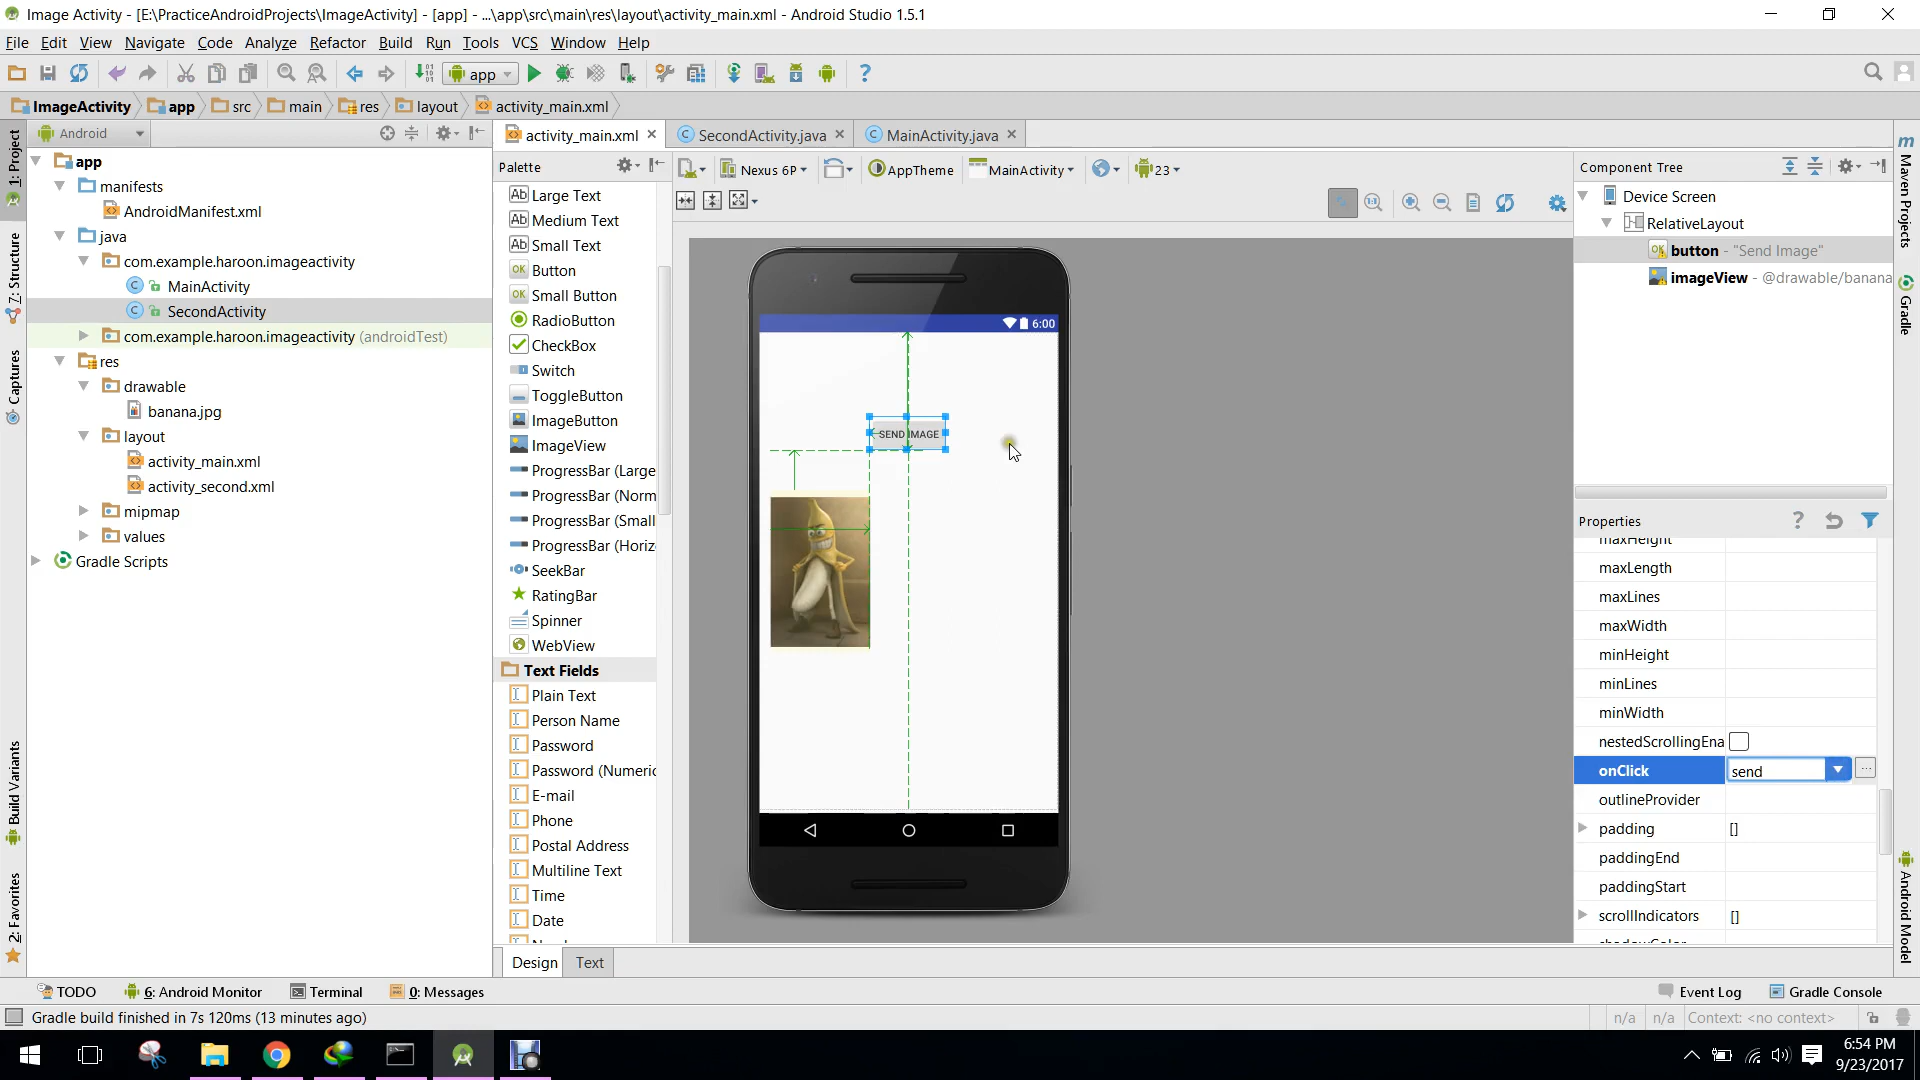 Image Activity - [E:\PracticeAndroidProjects\ImageActivity] - [app] - ...\app\src\main\res\layout\activity_main.xml - Android Studio 1.5.1
File Edit View Navigate Code Analyze Refactor Build Run Tools VCS Window Help
app
ImageActivity app src main res layout activity_main.xml
1: Project
7: Structure
Captures
Build Variants
2: Favorites
Android
app
manifests
AndroidManifest.xml
java
com.example.haroon.imageactivity
MainActivity
SecondActivity
com.example.haroon.imageactivity (androidTest)
res
drawable
banana.jpg
layout
activity_main.xml
activity_second.xml
mipmap
values
Gradle Scripts
activity_main.xml SecondActivity.java MainActivity.java
Palette
Large Text
Medium Text
Small Text
Button
Small Button
RadioButton
CheckBox
Switch
ToggleButton
ImageButton
ImageView
ProgressBar (Large
ProgressBar (Norm
ProgressBar (Small
ProgressBar (Horiz
SeekBar
RatingBar
Spinner
WebView
Text Fields
Plain Text
Person Name
Password
Password (Numeric
E-mail
Phone
Postal Address
Multiline Text
Time
Date
Nexus 6P AppTheme MainActivity 23
6:00
SEND IMAGE
Design Text
Component Tree
Device Screen
RelativeLayout
button - "Send Image"
imageView - @drawable/banana
Properties
maxHeight
maxLength
maxLines
maxWidth
minHeight
minLines
minWidth
nestedScrollingEna
onClick send
outlineProvider
padding []
paddingEnd
paddingStart
scrollIndicators []
Maven Projects
Gradle
Android Model
TODO 6: Android Monitor Terminal 0: Messages Event Log Gradle Console
Gradle build finished in 7s 120ms (13 minutes ago) n/a n/a Context: <no context>
6:54 PM
9/23/2017